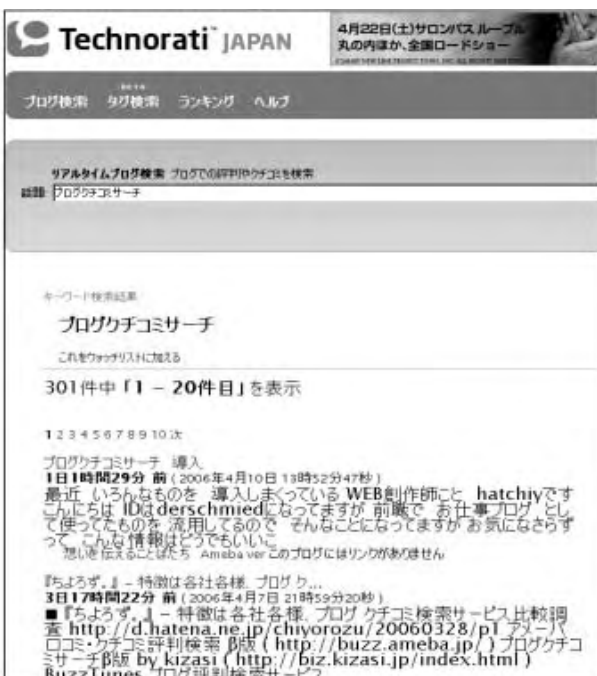 Technorati JAPAN
4月22日(土)サロンパス ルーブル
丸の内ほか、全国ロードショー
ブログ検索 タグ検索 ランキング ヘルプ
リアルタイムブログ検索 ブログでの評判やクチコミを検索
ブログクチコミサーチ
キーワード検索結果
ブログクチコミサーチ
これをウォッチリストに加える
301件中「1 - 20件目」を表示
1 2 3 4 5 6 7 8 9 10 次
ブログクチコミサーチ 導入
1日1時間29分 前 (2006年4月10日 13時52分47秒)
最近 いろんなものを 導入しまくっている WEB創作師こと hatchiyです
こんにちは IDはderschmiedになってますが 前職で お仕事ブログ とし
て使ってたものを 流用してるので そんなことになってますが お気になさらず
って こんな情報はどうでもいいこ
想いを伝えることばたち Ameba ver このブログにはリンクがありません
『ちよろず。』 - 特徴は各社各様、ブログ ク...
3日17時間22分 前 (2006年4月7日 21時59分20秒)
■『ちよろず。』 - 特徴は各社各様、ブログ クチコミ検索サービス比較調
査 http://d.hatena.ne.jp/chiyorozu/20060328/p1 アメーバ
口コミ・クチコミ評判検索 β版 ( http://buzz.ameba.jp/ ) ブログクチコ
ミサーチβ版 by kizasi ( http://biz.kizasi.jp/index.html )
BuzzTunes ブログ評判検索サービス